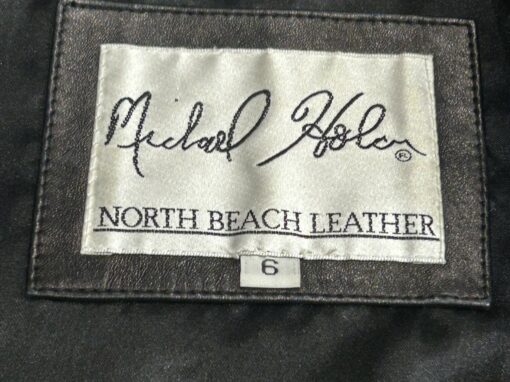 Michael Hoban ®
NORTH BEACH LEATHER
6